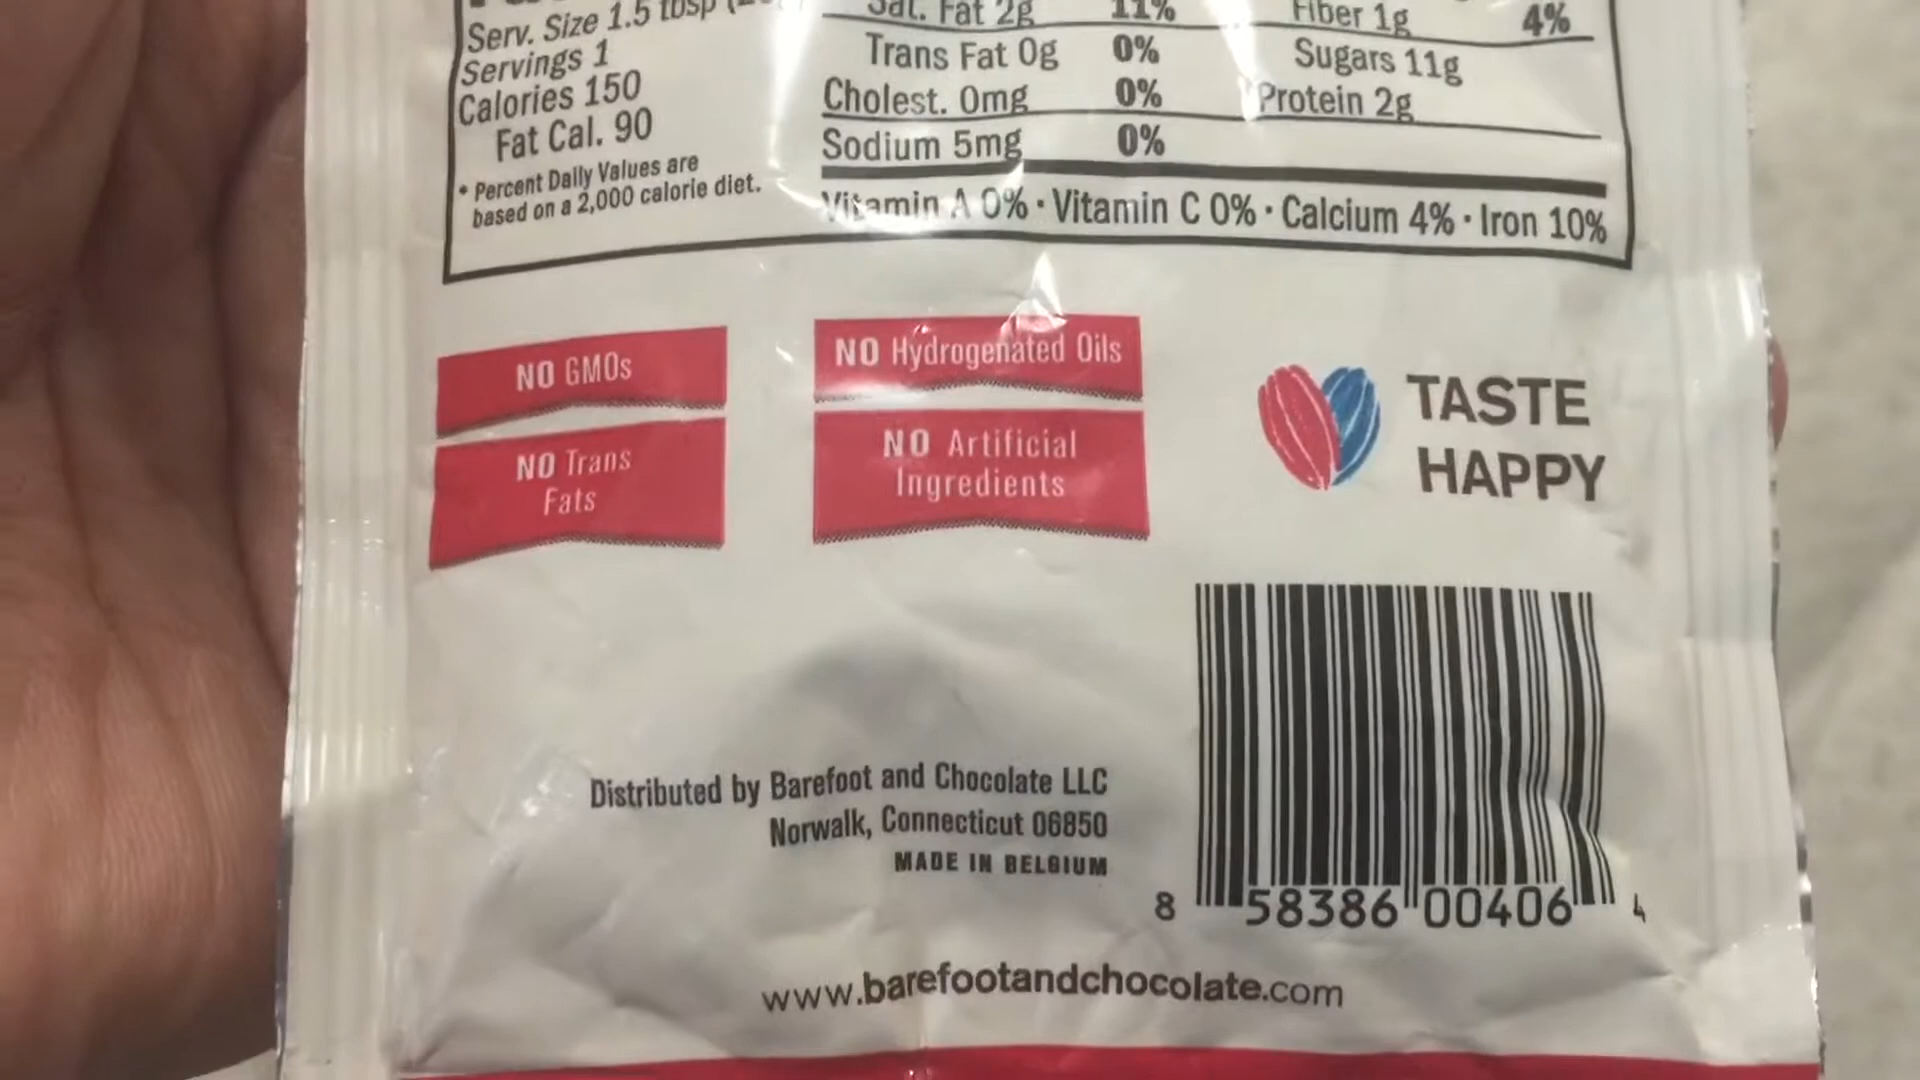 Serv. Size 1.5 tbsp
Servings 1
Calories 150
Fat Cal. 90
* Percent Daily Values are
based on a 2,000 calorie diet.
Sat. Fat 2g 11% Fiber 1g 4%
Trans Fat 0g 0% Sugars 11g
Cholest. 0mg 0% Protein 2g
Sodium 5mg 0%
Vitamin A 0% • Vitamin C 0% • Calcium 4% • Iron 10%
NO GMOs
NO Trans
Fats
NO Hydrogenated Oils
NO Artificial
Ingredients
TASTE
HAPPY
Distributed by Barefoot and Chocolate LLC
Norwalk, Connecticut 06850
MADE IN BELGIUM
8 58386 00406 4
www.barefootandchocolate.com